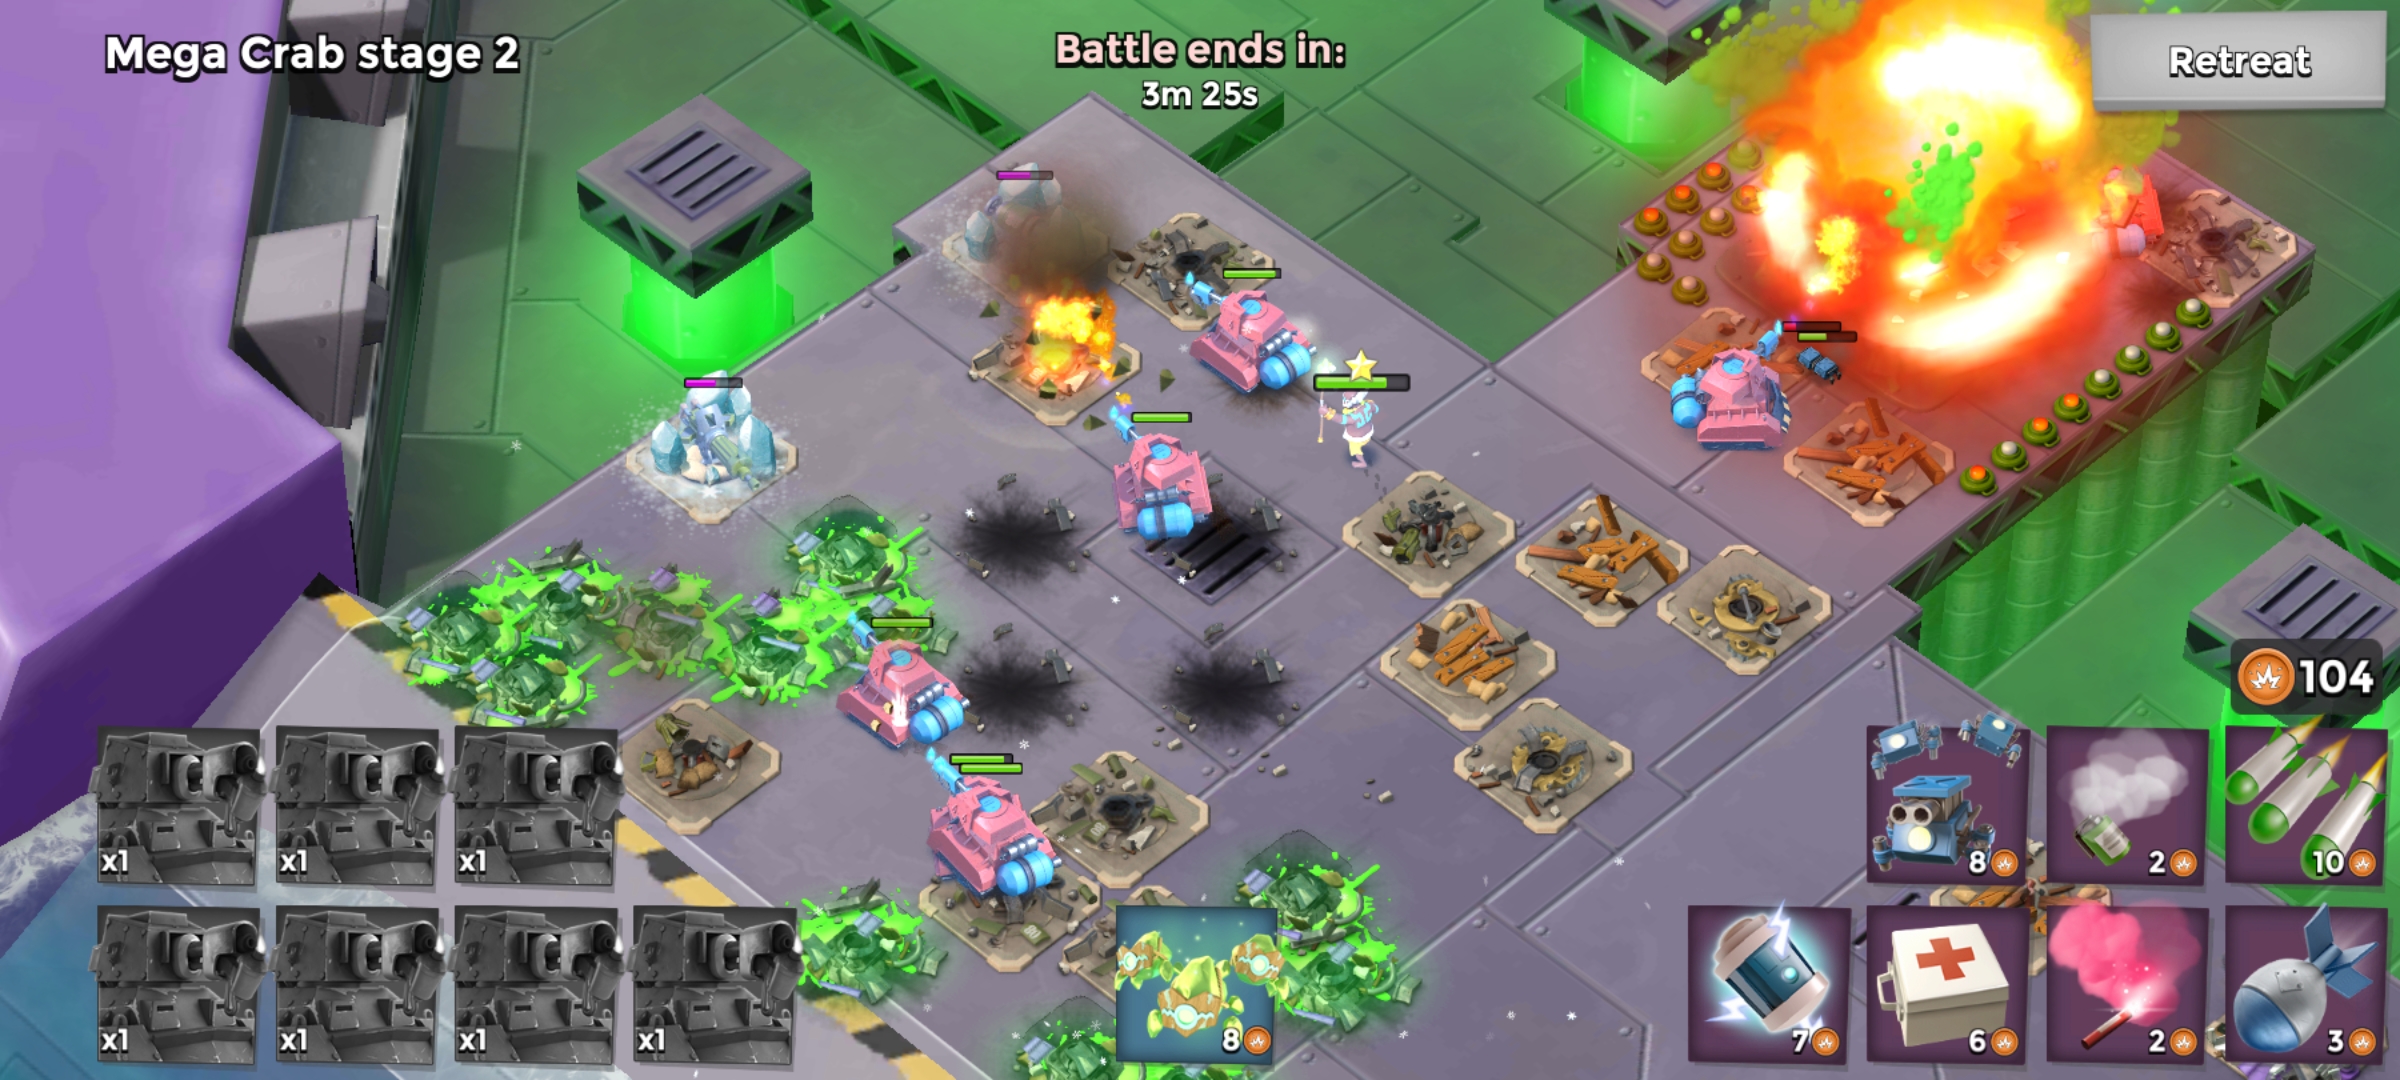 Mega Crab stage 2
Battle ends in:
3m 25s
Retreat
104
x1
x1
x1
8
2
10
x1
x1
x1
x1
8
7
6
2
3